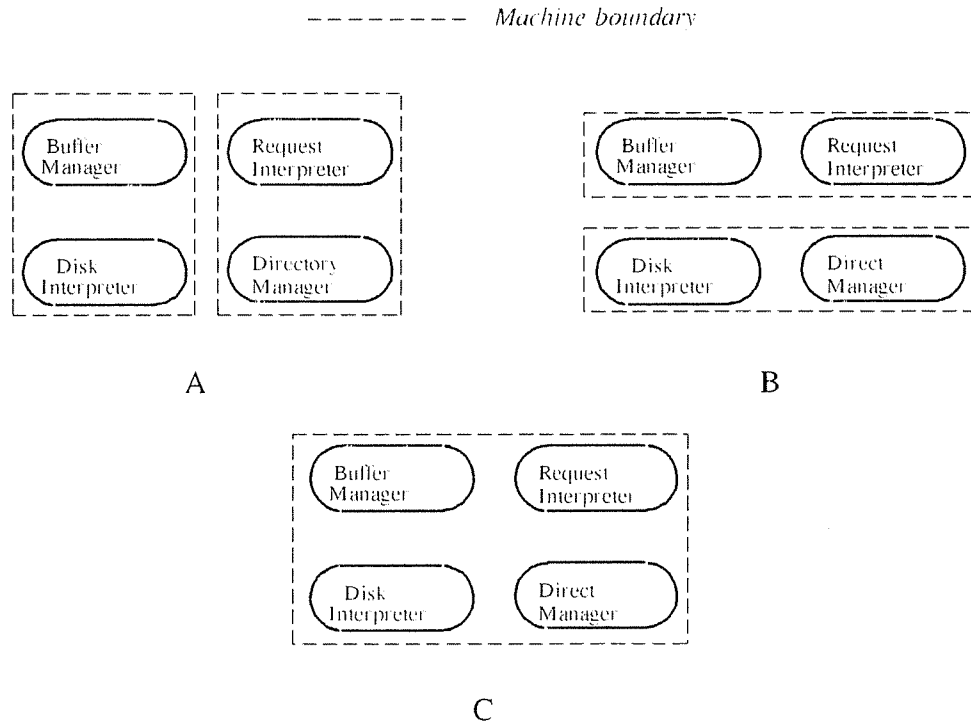 Machine boundary
Buffer
Manager
Request
Interpreter
Disk
Interpreter
Directory
Manager
A
Buffer
Manager
Request
Interpreter
Disk
Interpreter
Direct
Manager
B
Buffer
Manager
Request
Interpreter
Disk
Interpreter
Direct
Manager
C